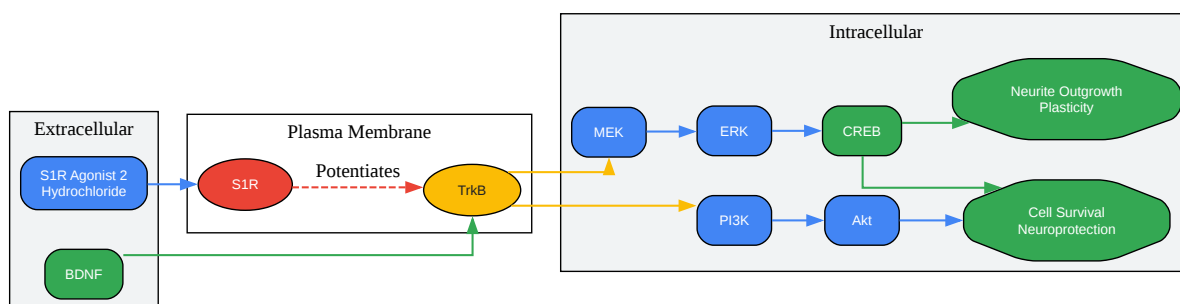 Extracellular
S1R Agonist 2
Hydrochloride
BDNF
Plasma Membrane
S1R
Potentiates
TrkB
Intracellular
MEK
ERK
CREB
Neurite Outgrowth
Plasticity
PI3K
Akt
Cell Survival
Neuroprotection